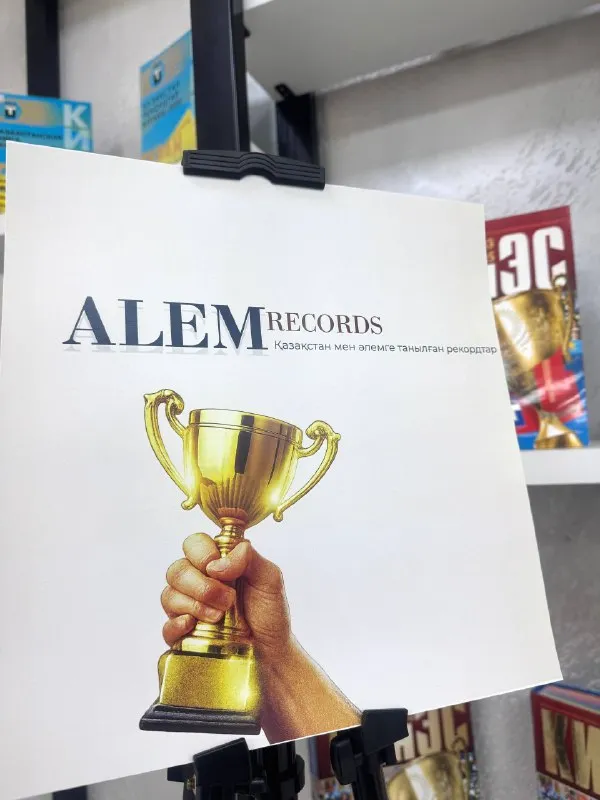 ALEM RECORDS
Қазақстан мен әлемге танылған рекордтар